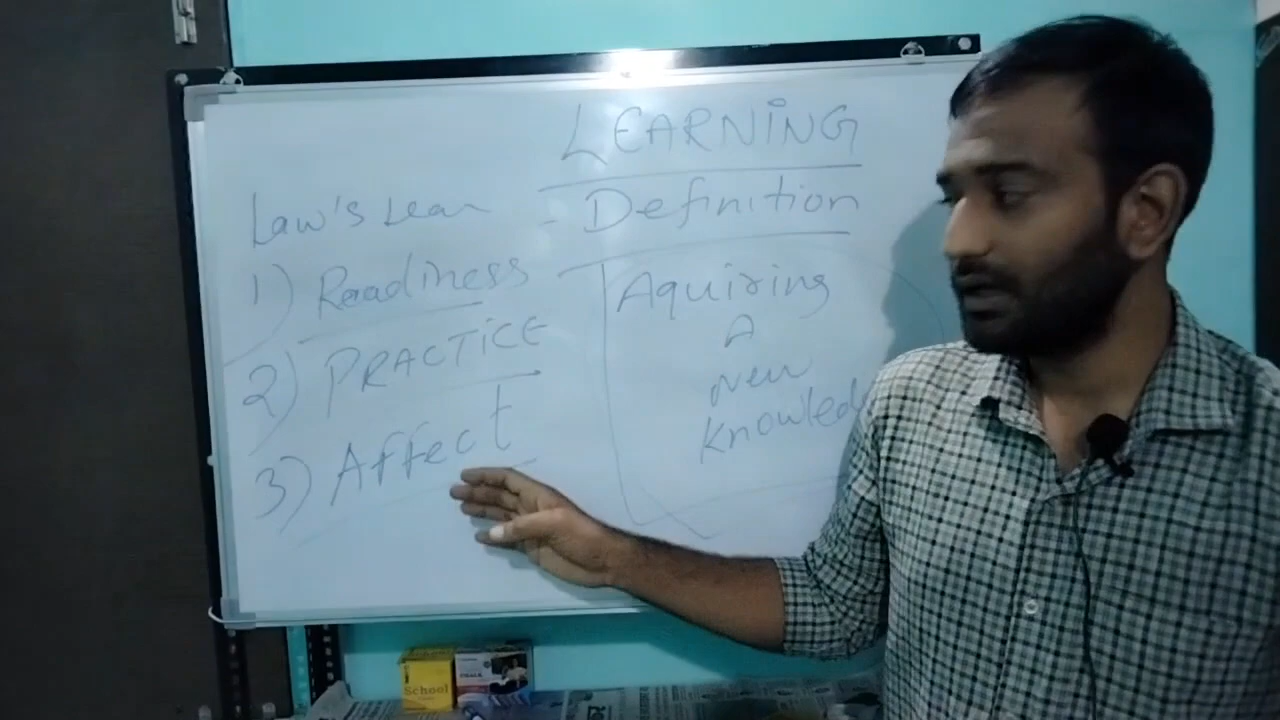 LEARNING
- Definition
Aquiring
A
New
Knowled
Law's Lear
1) Readiness
2) PRACTICE
3) Affect
School